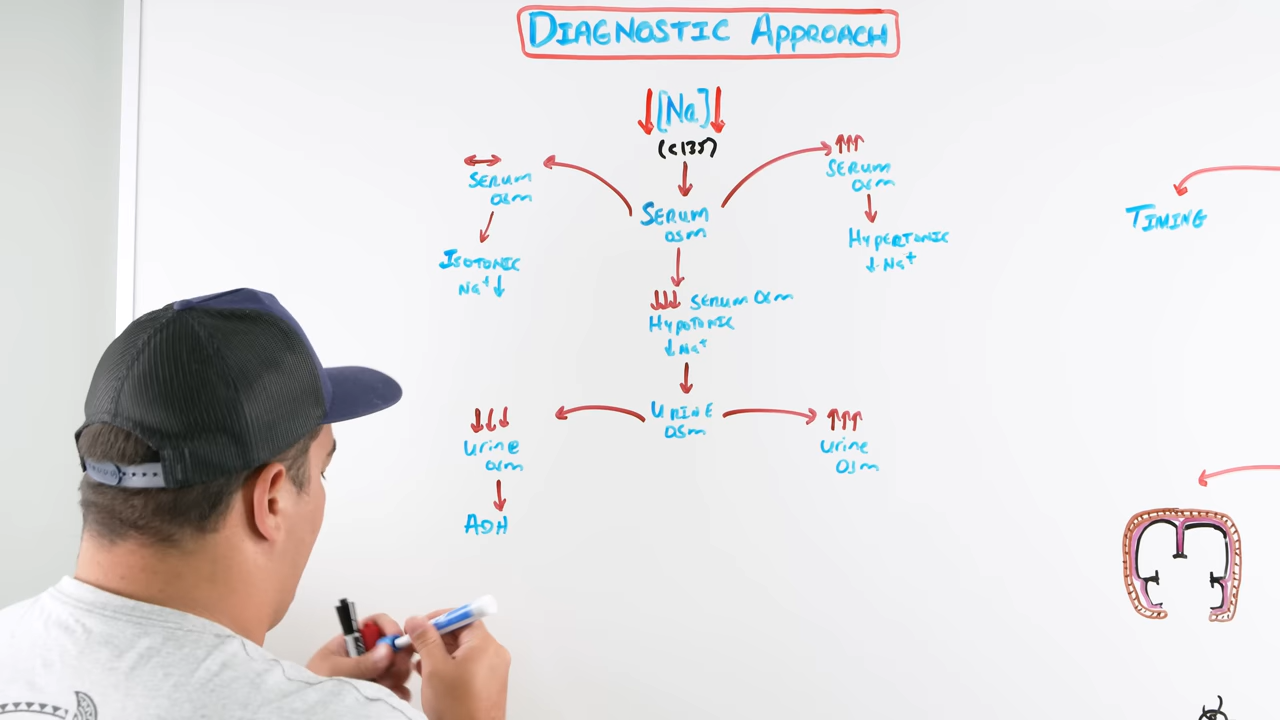 DIAGNOSTIC APPROACH
↓[Na]↓
(<135)
SERUM
OSM
↔
SERUM
OSM
ISOTONIC
Na⁺↓
↑↑↑
SERUM
OSM
HYPERTONIC
↓Na⁺
↓↓↓ SERUM OSM
HYPOTONIC
↓Na⁺
URINE
OSM
↓↓↓
Urine
OSM
ADH
↑↑↑
Urine
OSM
TIMING